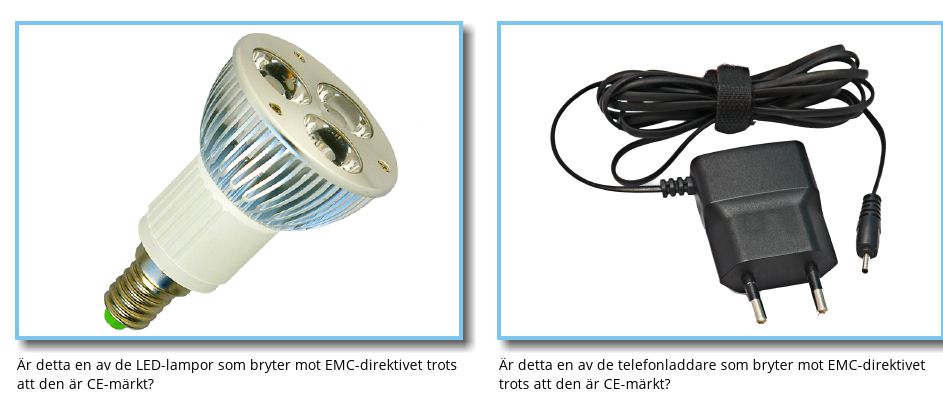 Är detta en av de LED-lampor som bryter mot EMC-direktivet trots
att den är CE-märkt?
Är detta en av de telefonladdare som bryter mot EMC-direktivet
trots att den är CE-märkt?